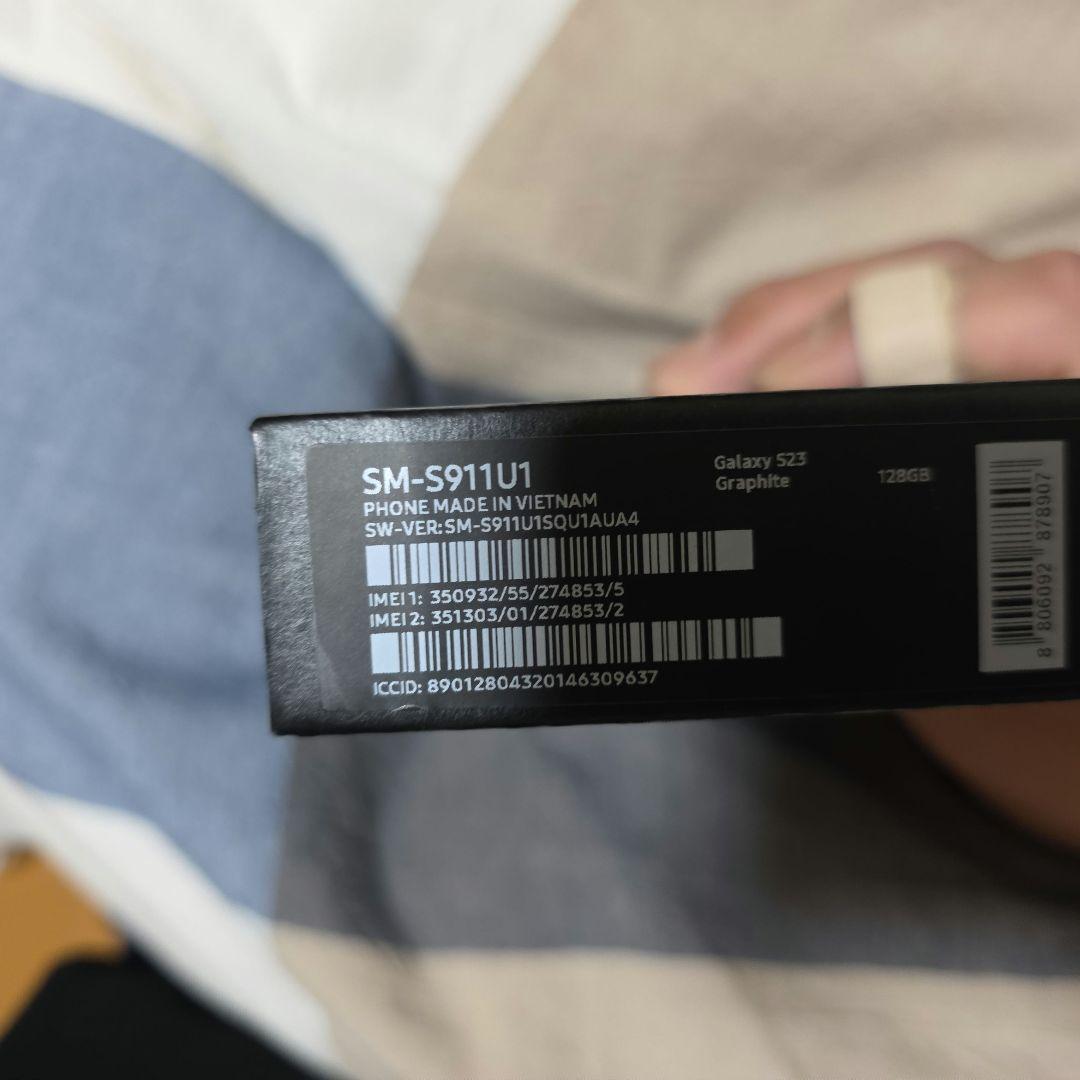 SM-S911U1
PHONE MADE IN VIETNAM
SW-VER:SM-S911U1SQU1AUA4
IMEI 1: 350932/55/274853/5
IMEI 2: 351303/01/274853/2
ICCID: 89012804320146309637
Galaxy S23
Graphite
128GB
8 806092 878907